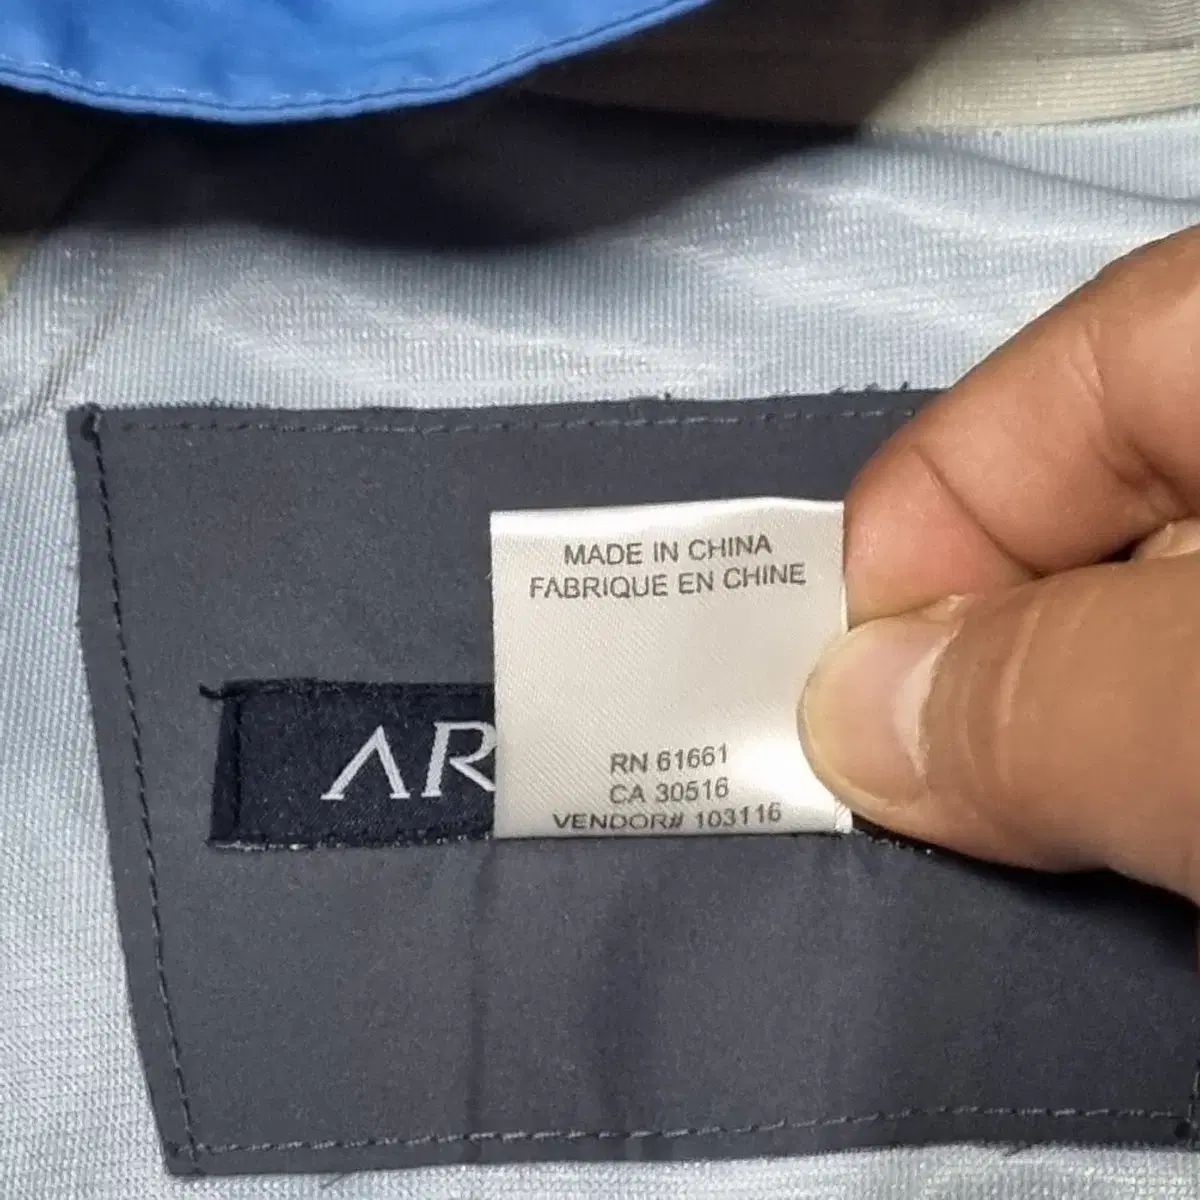 MADE IN CHINA
FABRIQUE EN CHINE
RN 61661
CA 30516
VENDOR# 103116
AR